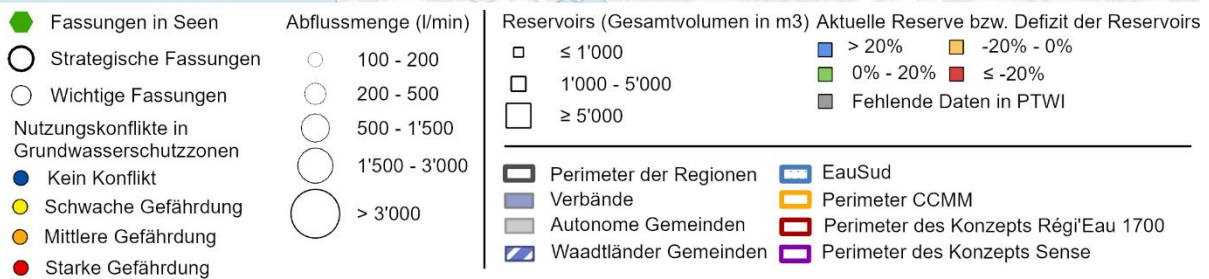 Fassungen in Seen
Strategische Fassungen
Wichtige Fassungen
Nutzungskonflikte in
Grundwasserschutzzonen
Kein Konflikt
Schwache Gefährdung
Mittlere Gefährdung
Starke Gefährdung
Abflussmenge (l/min)
100 - 200
200 - 500
500 - 1'500
1'500 - 3'000
> 3'000
Reservoirs (Gesamtvolumen in m3)
≤ 1'000
1'000 - 5'000
≥ 5'000
Aktuelle Reserve bzw. Defizit der Reservoirs
> 20%
-20% - 0%
0% - 20%
≤ -20%
Fehlende Daten in PTWI
Perimeter der Regionen
Verbände
Autonome Gemeinden
Waadtländer Gemeinden
EauSud
Perimeter CCMM
Perimeter des Konzepts Régi'Eau 1700
Perimeter des Konzepts Sense